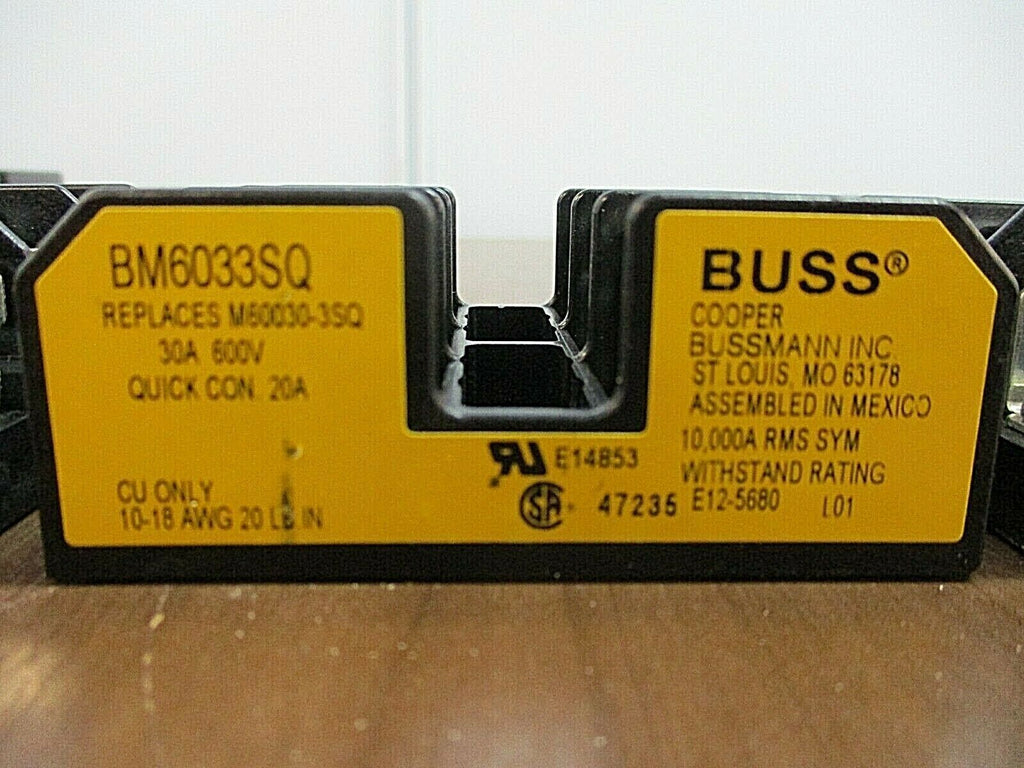 BM6033SQ
REPLACES M60030-3SQ
30A 600V
QUICK CON. 20A
CU ONLY
10-18 AWG 20 LB IN
RU E14853
SA 47235
BUSS®
COOPER
BUSSMANN INC.
ST LOUIS, MO 63178
ASSEMBLED IN MEXICO
10,000A RMS SYM
WITHSTAND RATING
E12-5680 L01